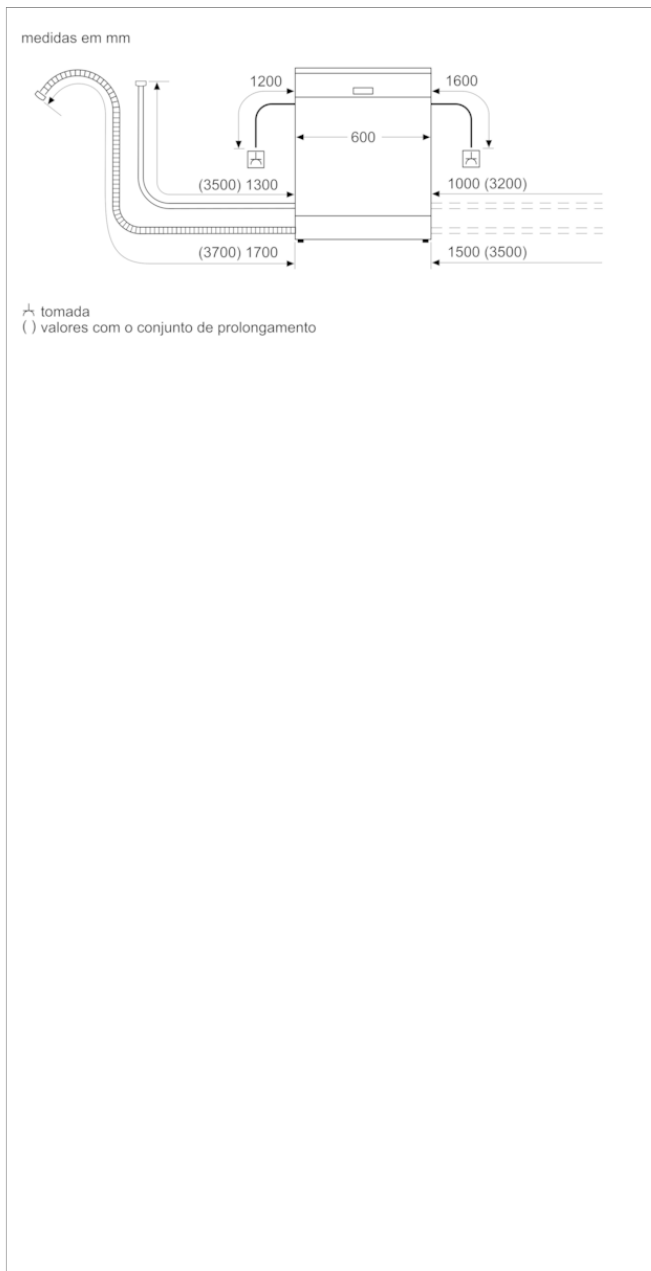 medidas em mm
1200
1600
600
(3500) 1300
1000 (3200)
(3700) 1700
1500 (3500)
tomada
( ) valores com o conjunto de prolongamento